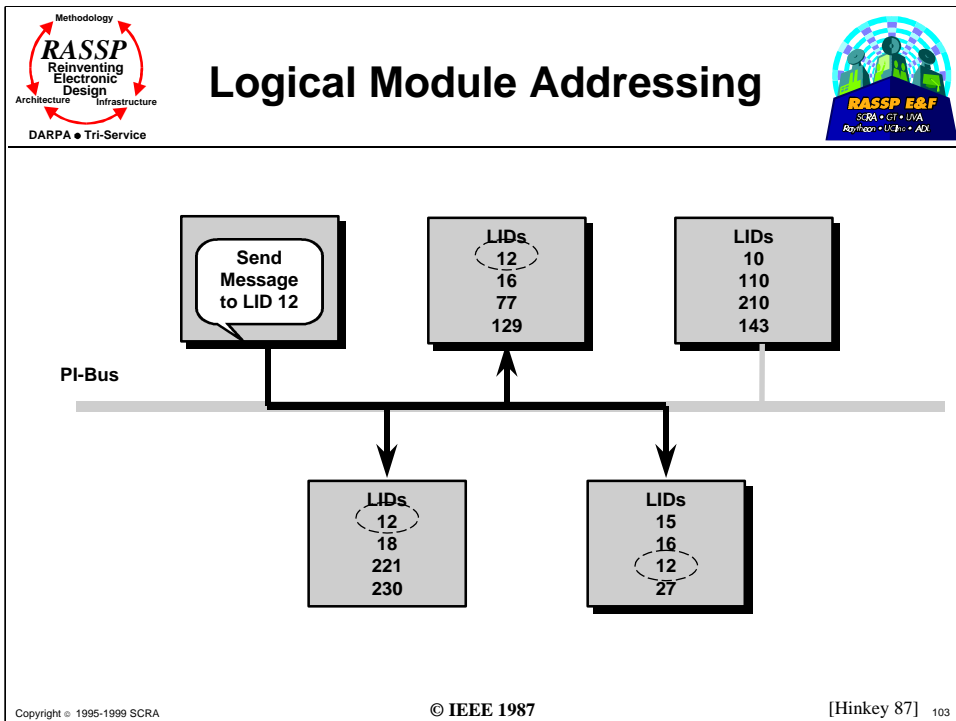 Methodology
RASSP
Reinventing
Electronic
Design
Architecture
Infrastructure
DARPA ● Tri-Service
Logical Module Addressing
RASSP E&F
SCRA • GT • UVA
Raytheon • UCinc • ADL
Send
Message
to LID 12
LIDs
12
16
77
129
LIDs
10
110
210
143
PI-Bus
LIDs
12
18
221
230
LIDs
15
16
12
27
Copyright © 1995-1999 SCRA
© IEEE 1987
[Hinkey 87]
103